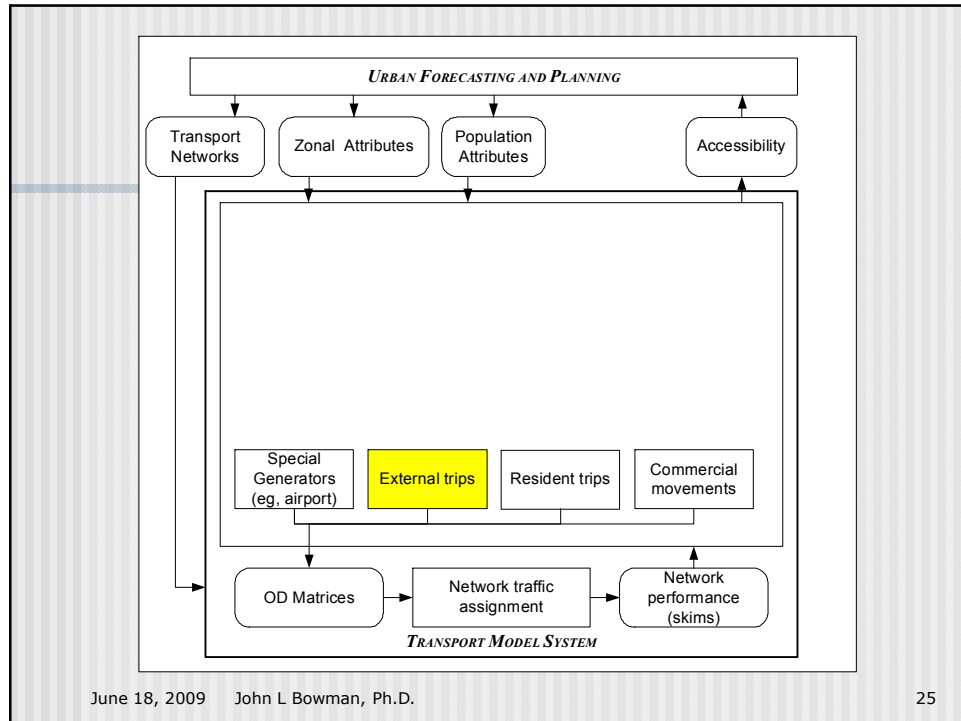 URBAN FORECASTING AND PLANNING
Transport
Networks
Zonal Attributes
Population
Attributes
Accessibility
Special
Generators
(eg, airport)
External trips
Resident trips
Commercial
movements
OD Matrices
Network traffic
assignment
Network
performance
(skims)
TRANSPORT MODEL SYSTEM
June 18, 2009 John L Bowman, Ph.D. 25